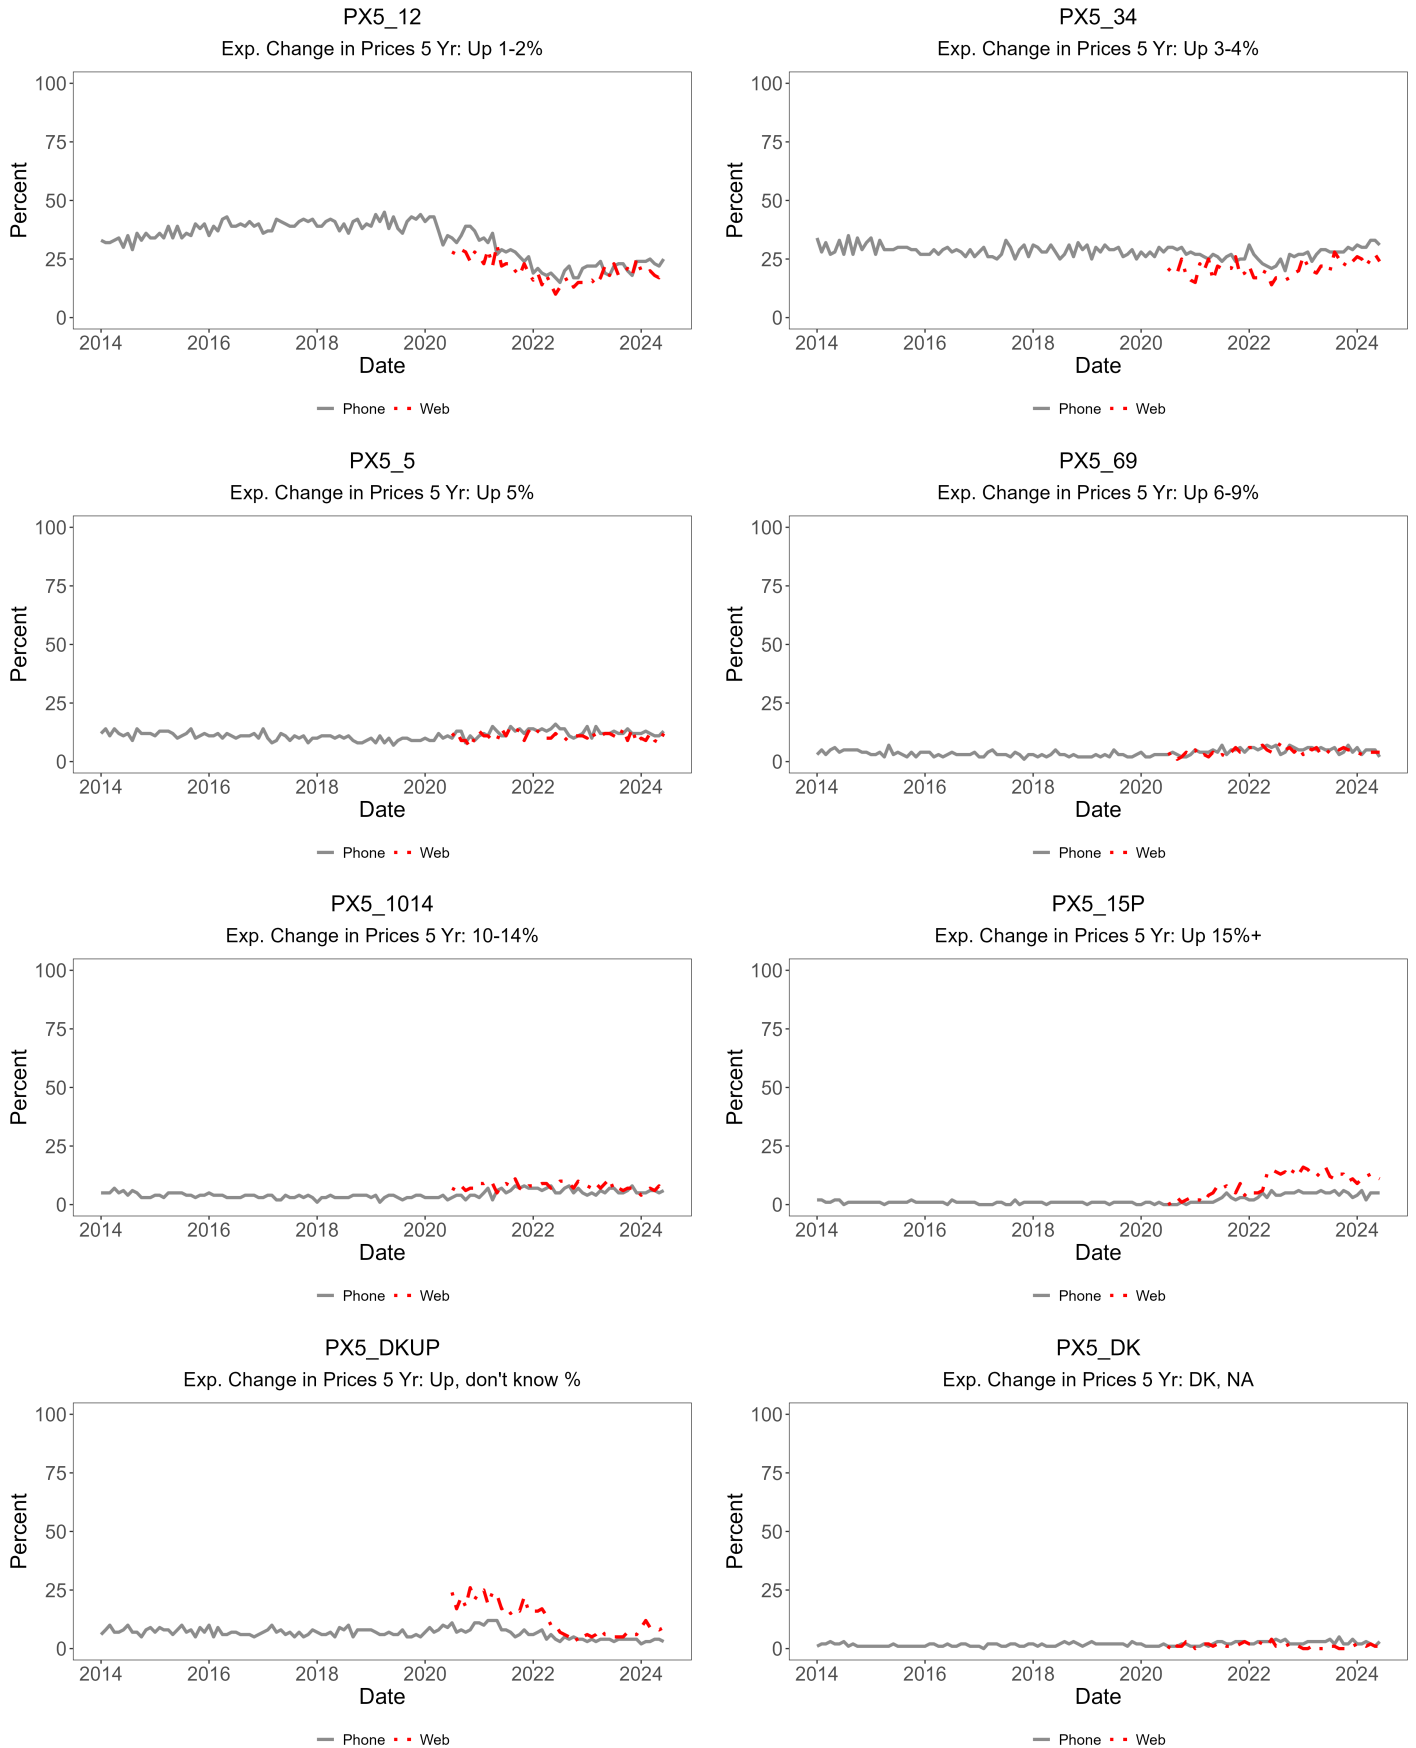 PX5_12
Exp. Change in Prices 5 Yr: Up 1-2%
100
75
50
25
0
Percent
2014 2016 2018 2020 2022 2024
Date
Phone Web
PX5_34
Exp. Change in Prices 5 Yr: Up 3-4%
100
75
50
25
0
Percent
2014 2016 2018 2020 2022 2024
Date
Phone Web
PX5_5
Exp. Change in Prices 5 Yr: Up 5%
100
75
50
25
0
Percent
2014 2016 2018 2020 2022 2024
Date
Phone Web
PX5_69
Exp. Change in Prices 5 Yr: Up 6-9%
100
75
50
25
0
Percent
2014 2016 2018 2020 2022 2024
Date
Phone Web
PX5_1014
Exp. Change in Prices 5 Yr: 10-14%
100
75
50
25
0
Percent
2014 2016 2018 2020 2022 2024
Date
Phone Web
PX5_15P
Exp. Change in Prices 5 Yr: Up 15%+
100
75
50
25
0
Percent
2014 2016 2018 2020 2022 2024
Date
Phone Web
PX5_DKUP
Exp. Change in Prices 5 Yr: Up, don't know %
100
75
50
25
0
Percent
2014 2016 2018 2020 2022 2024
Date
Phone Web
PX5_DK
Exp. Change in Prices 5 Yr: DK, NA
100
75
50
25
0
Percent
2014 2016 2018 2020 2022 2024
Date
Phone Web